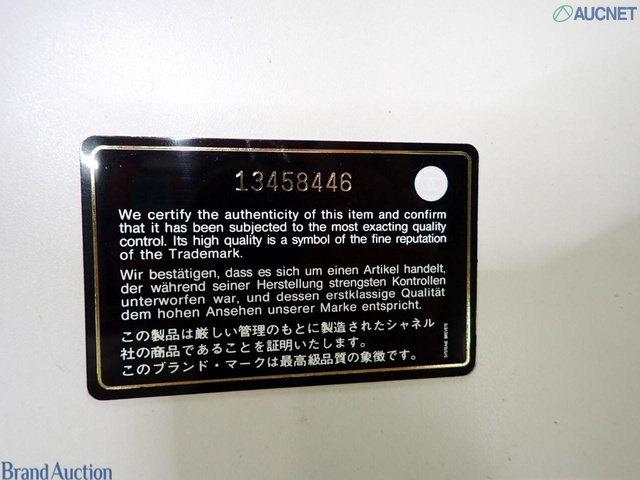 AUCNET
13458446
We certify the authenticity of this item and confirm
that it has been subjected to the most exacting quality
control. Its high quality is a symbol of the fine reputation
of the Trademark.
Wir bestätigen, dass es sich um einen Artikel handelt,
der während seiner Herstellung strengsten Kontrollen
unterworfen war, und dessen erstklassige Qualität
dem hohen Ansehen unserer Marke entspricht.
この製品は厳しい管理のもとに製造されたシャネル
社の商品であることを証明いたします。
このブランド・マークは最高級品質の象徴です。
Brand Auction